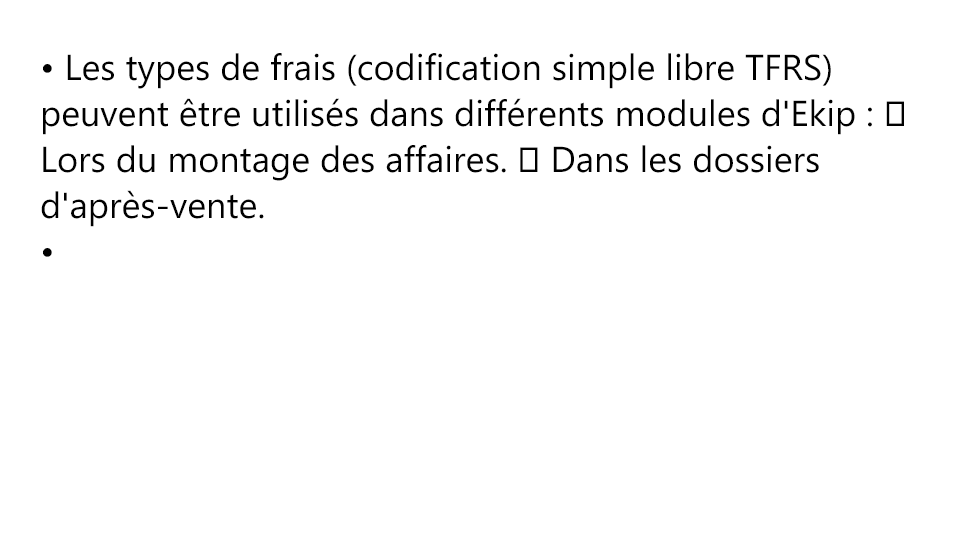 • Les types de frais (codification simple libre TFRS)
peuvent être utilisés dans différents modules d'Ekip : 
Lors du montage des affaires.  Dans les dossiers
d'après-vente.
•